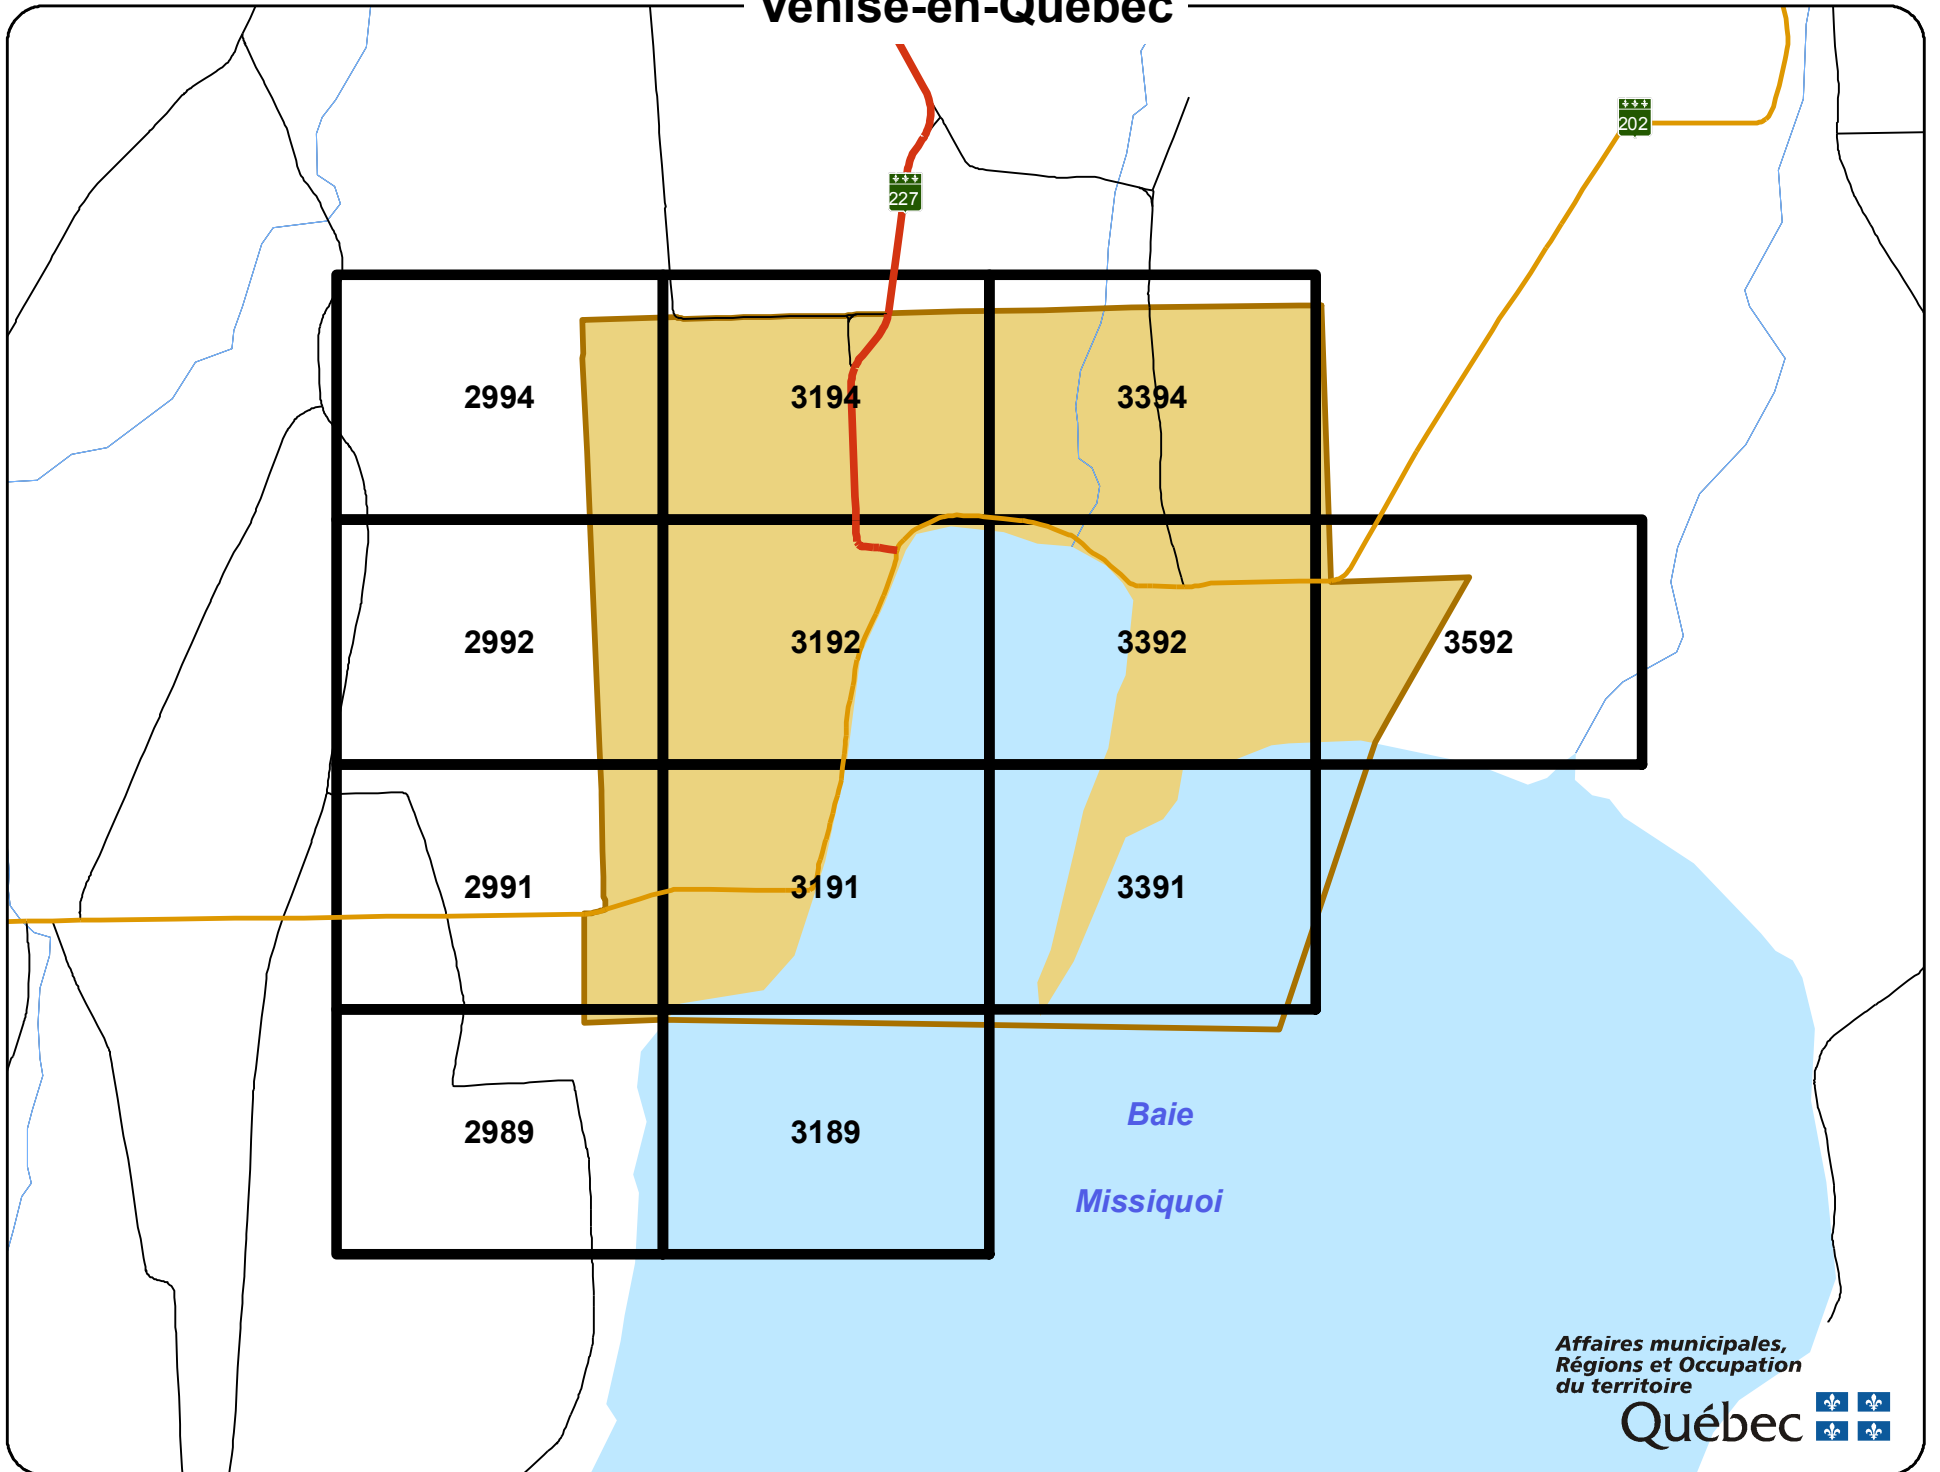 Venise-en-Québec
202
227
2994 3194 3394
2992 3192 3392 3592
2991 3191 3391
2989 3189
Baie
Missiquoi
Affaires municipales,
Régions et Occupation
du territoire
Québec